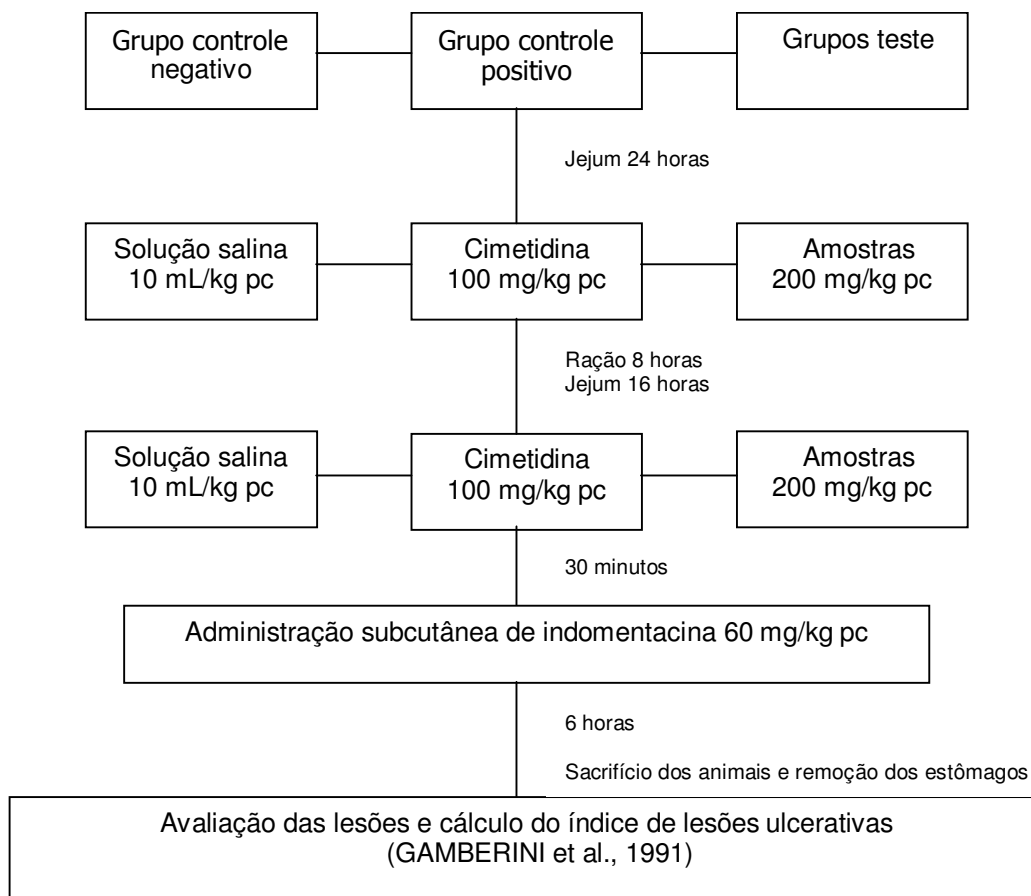 Grupo controle
negativo
Grupo controle
positivo
Grupos teste
Jejum 24 horas
Solução salina
10 mL/kg pc
Cimetidina
100 mg/kg pc
Amostras
200 mg/kg pc
Ração 8 horas
Jejum 16 horas
Solução salina
10 mL/kg pc
Cimetidina
100 mg/kg pc
Amostras
200 mg/kg pc
30 minutos
Administração subcutânea de indomentacina 60 mg/kg pc
6 horas
Sacrifício dos animais e remoção dos estômagos
Avaliação das lesões e cálculo do índice de lesões ulcerativas
(GAMBERINI et al., 1991)